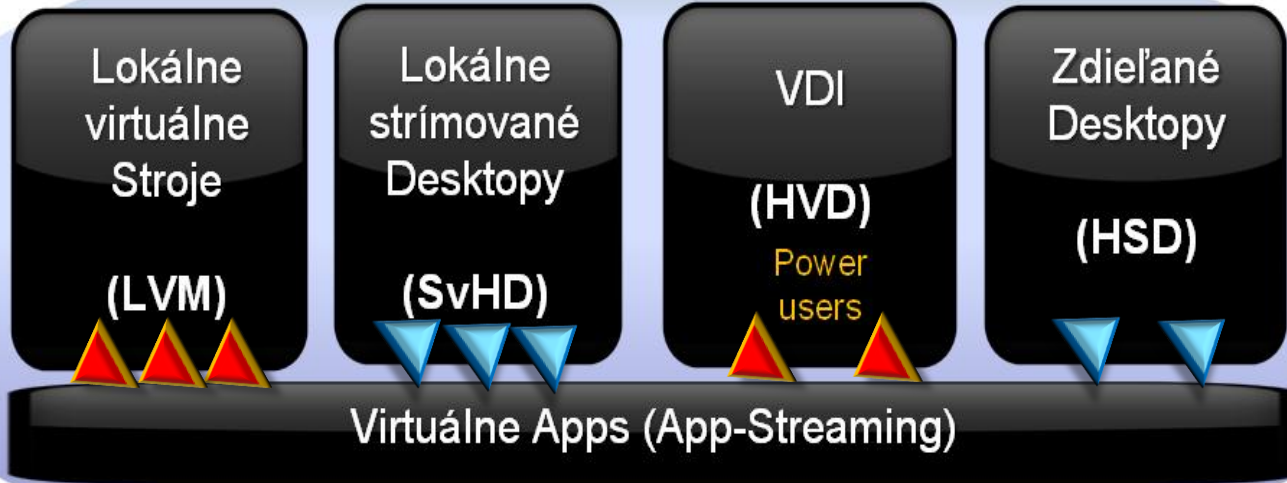 Lokálne
virtuálne
Stroje
(LVM)
Lokálne
strímované
Desktopy
(SvHD)
VDI
(HVD)
Power
users
Zdieľané
Desktopy
(HSD)
Virtuálne Apps (App-Streaming)